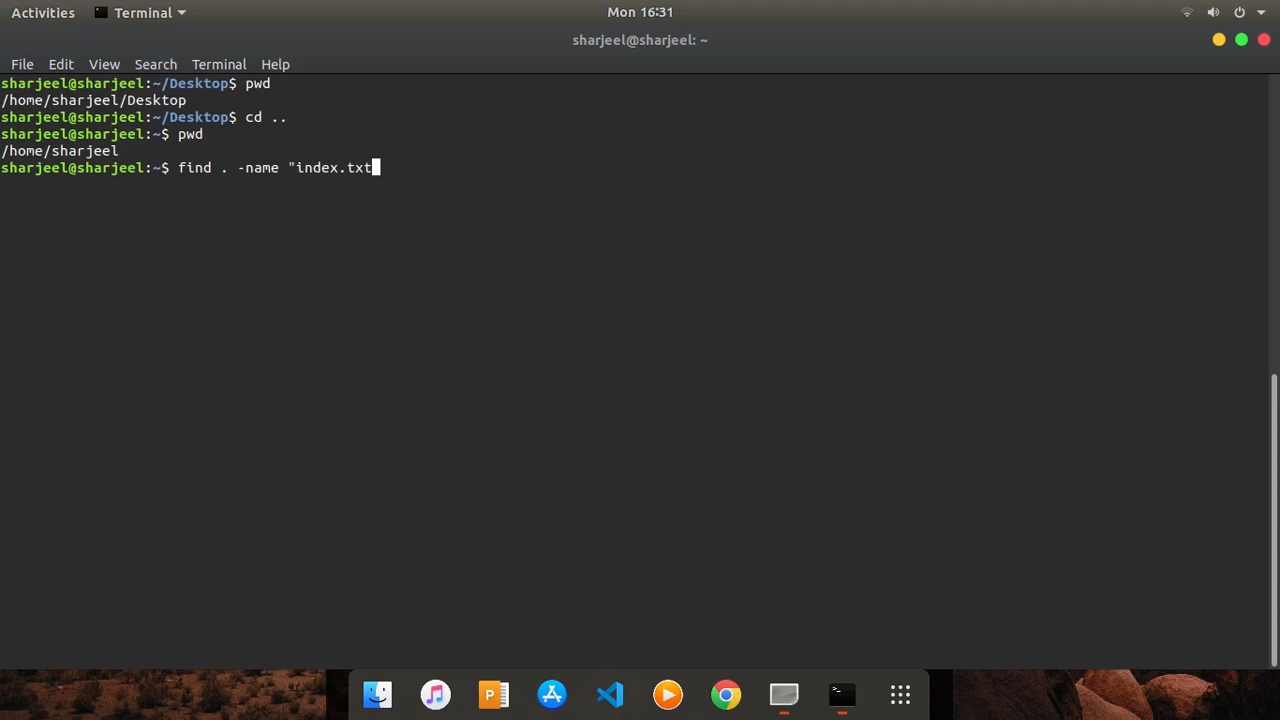 Activities Terminal Mon 16:31
sharjeel@sharjeel: ~
File Edit View Search Terminal Help
sharjeel@sharjeel:~/Desktop$ pwd
/home/sharjeel/Desktop
sharjeel@sharjeel:~/Desktop$ cd ..
sharjeel@sharjeel:~$ pwd
/home/sharjeel
sharjeel@sharjeel:~$ find . -name "index.txt
P